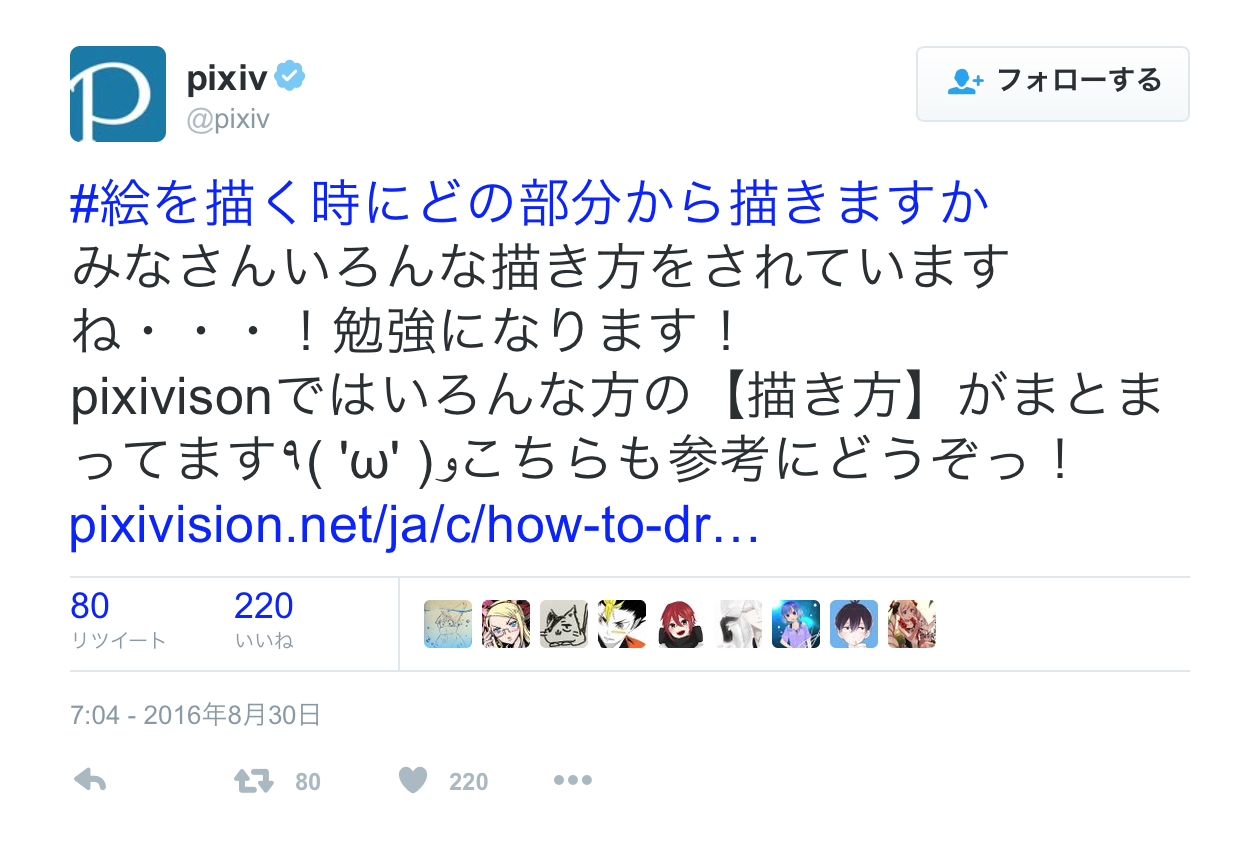 pixiv
@pixiv
フォローする
#絵を描く時にどの部分から描きますか
みなさんいろんな描き方をされています
ね・・・！勉強になります！
pixivisonではいろんな方の【描き方】がまとま
ってます٩( 'ω' )وこちらも参考にどうぞっ！
pixivision.net/ja/c/how-to-dr…
80 220
リツイート いいね
7:04 - 2016年8月30日
80 220